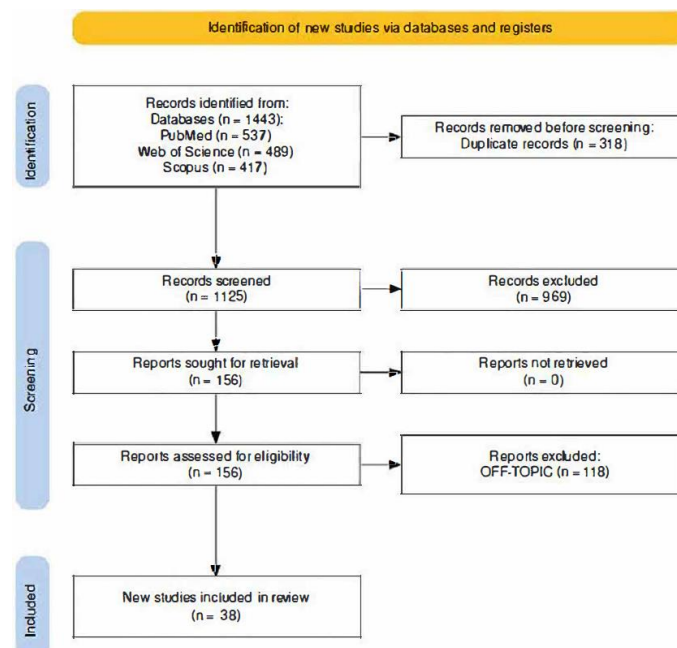 Identification of new studies via databases and registers
Identification
Records identified from:
Databases (n = 1443):
PubMed (n = 537)
Web of Science (n = 489)
Scopus (n = 417)
Records removed before screening:
Duplicate records (n = 318)
Screening
Records screened
(n = 1125)
Records excluded
(n = 969)
Reports sought for retrieval
(n = 156)
Reports not retrieved
(n = 0)
Reports assessed for eligibility
(n = 156)
Reports excluded:
OFF-TOPIC (n = 118)
Included
New studies included in review
(n = 38)